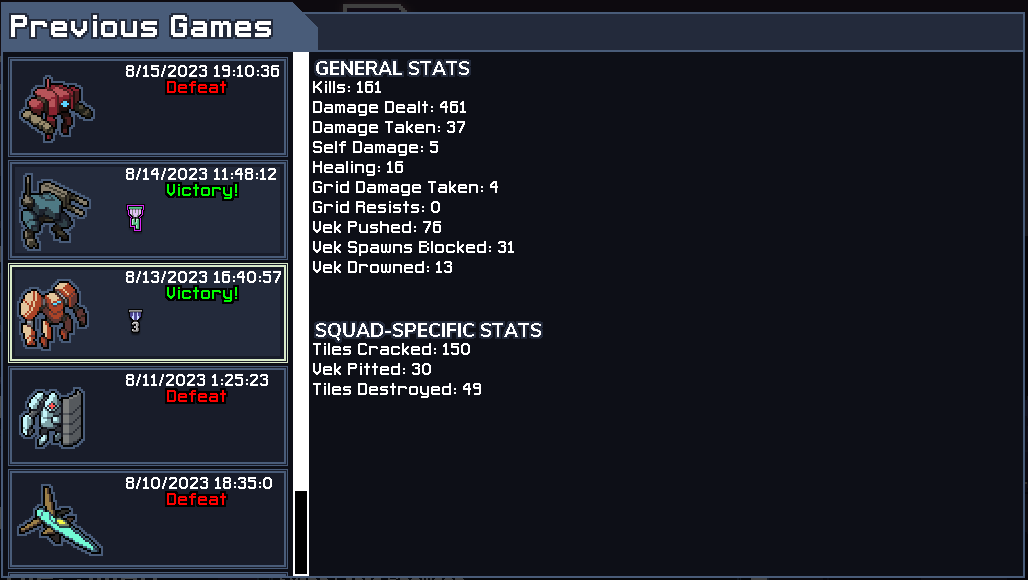 Previous Games
8/15/2023 19:10:36
Defeat
8/14/2023 11:48:12
Victory!
4
8/13/2023 16:40:57
Victory!
3
8/11/2023 1:25:23
Defeat
8/10/2023 18:35:0
Defeat
GENERAL STATS
Kills: 161
Damage Dealt: 461
Damage Taken: 37
Self Damage: 5
Healing: 16
Grid Damage Taken: 4
Grid Resists: 0
Vek Pushed: 76
Vek Spawns Blocked: 31
Vek Drowned: 13
SQUAD-SPECIFIC STATS
Tiles Cracked: 150
Vek Pitted: 30
Tiles Destroyed: 49